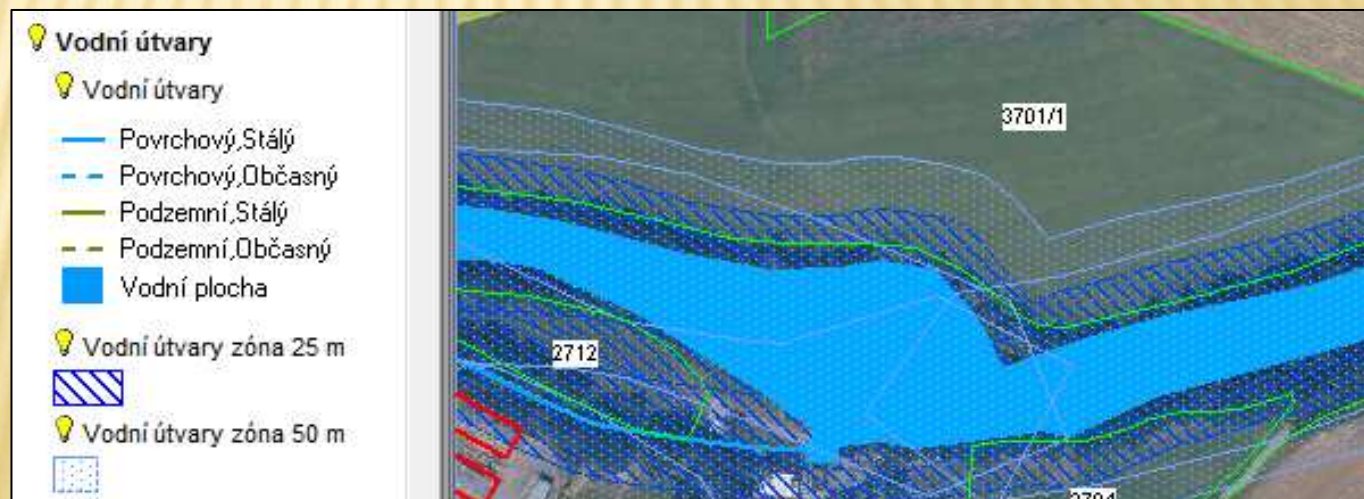 Vodní útvary
Vodní útvary
Povrchový,Stálý
Povrchový,Občasný
Podzemní,Stálý
Podzemní,Občasný
Vodní plocha
Vodní útvary zóna 25 m
Vodní útvary zóna 50 m
3701/1
2712